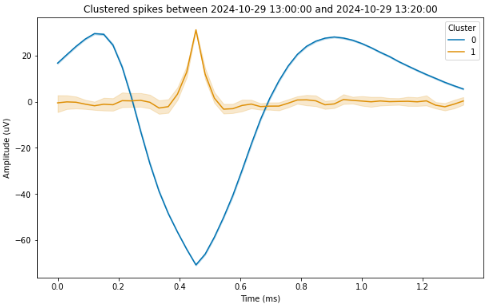 Clustered spikes between 2024-10-29 13:00:00 and 2024-10-29 13:20:00
Cluster
0
1
20
0
−20
−40
−60
Amplitude (uV)
0.0 0.2 0.4 0.6 0.8 1.0 1.2
Time (ms)